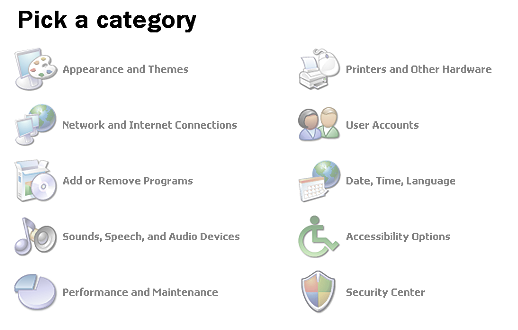 Pick a category
Appearance and Themes
Printers and Other Hardware
Network and Internet Connections
User Accounts
Add or Remove Programs
Date, Time, Language
Sounds, Speech, and Audio Devices
Accessibility Options
Performance and Maintenance
Security Center